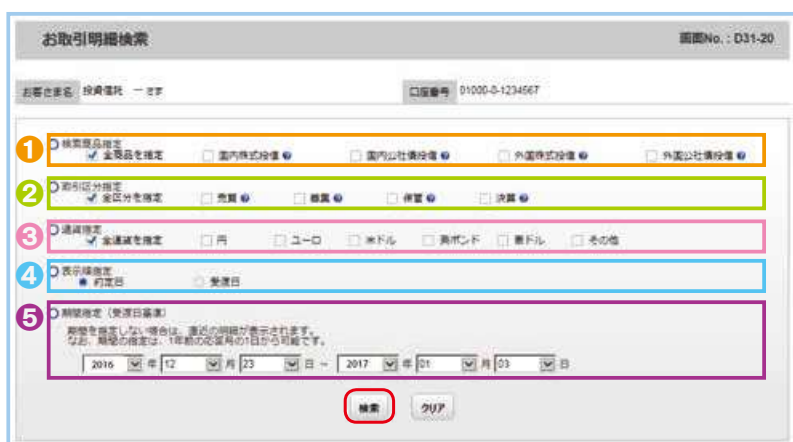 お取引明細検索 画面No.：D31-20
お客さま名 投資信託 一 さま 口座番号 01000-0-1234567
❶ 検索商品指定
全商品を指定 国内株式投信 国内公社債投信 外国株式投信 外国公社債投信
❷ 取引区分指定
全区分を指定 売買 募集 保管 決算
❸ 通貨指定
全通貨を指定 円 ユーロ 米ドル 英ポンド 豪ドル その他
❹ 表示順指定
約定日 受渡日
❺ 期間指定（受渡日基準）
期間を指定しない場合は、直近の明細が表示されます。
なお、期間の指定は、1年前の応答月の1日から可能です。
2016 年 12 月 23 日 ~ 2017 年 01 月 03 日
検索 クリア